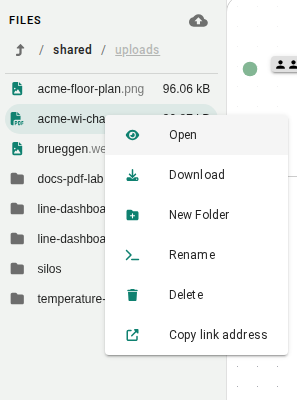 FILES
/ shared / uploads
acme-floor-plan.png 96.06 kB
acme-wi-cha
brueggen.we
docs-pdf-lab
line-dashboa
line-dashboa
silos
temperature-
Open
Download
New Folder
Rename
Delete
Copy link address